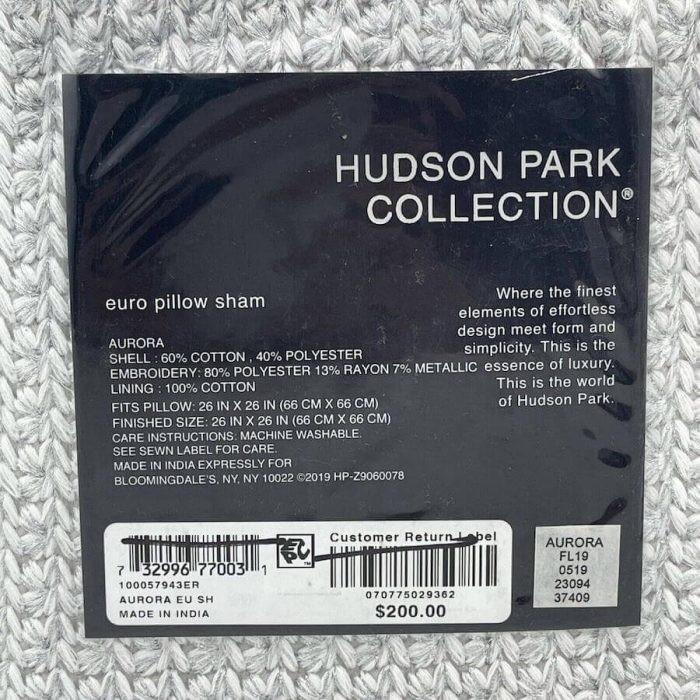 HUDSON PARK
COLLECTION®
euro pillow sham
Where the finest
elements of effortless
design meet form and
simplicity. This is the
essence of luxury.
This is the world
of Hudson Park.
AURORA
SHELL : 60% COTTON , 40% POLYESTER
EMBROIDERY: 80% POLYESTER 13% RAYON 7% METALLIC
LINING : 100% COTTON
FITS PILLOW: 26 IN X 26 IN (66 CM X 66 CM)
FINISHED SIZE: 26 IN X 26 IN (66 CM X 66 CM)
CARE INSTRUCTIONS: MACHINE WASHABLE.
SEE SEWN LABEL FOR CARE.
MADE IN INDIA EXPRESSLY FOR
BLOOMINGDALE'S, NY, NY 10022 ©2019 HP-Z9060078
7 32996 77003 1
100057943ER
AURORA EU SH
MADE IN INDIA
Customer Return Label
070775029362
$200.00
AURORA
FL19
0519
23094
37409